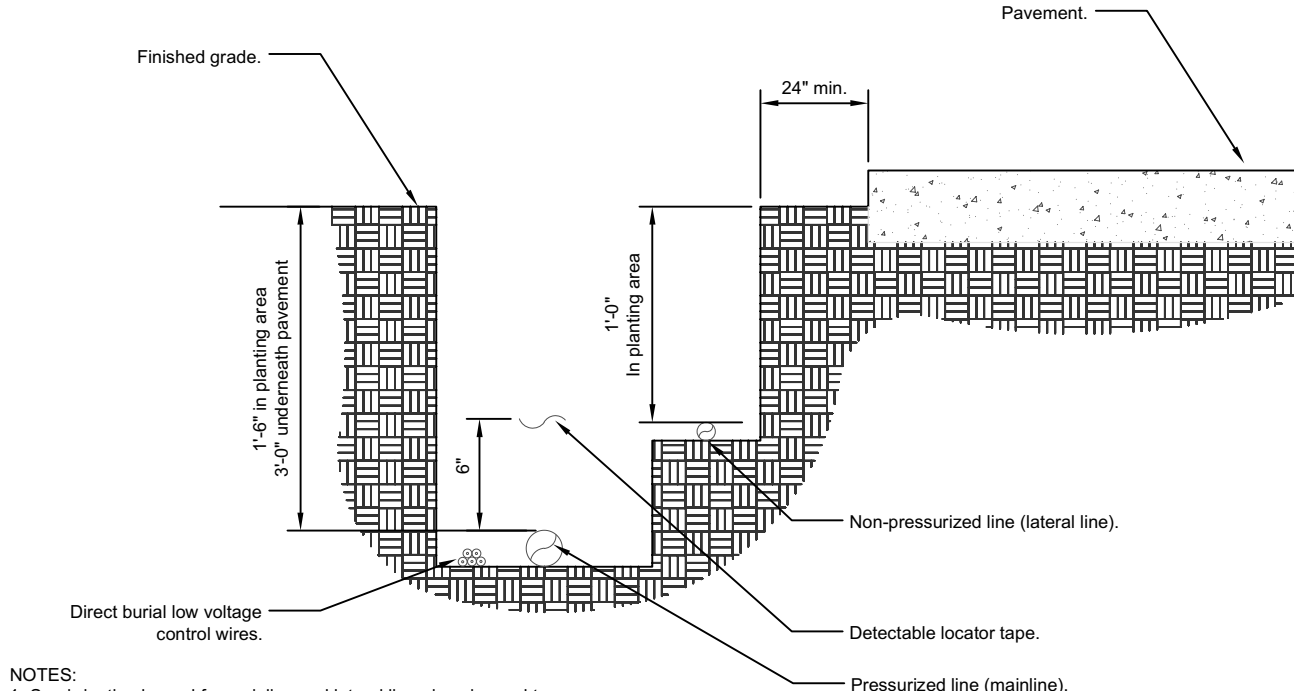 Pavement.
Finished grade.
24" min.
1'-6" in planting area
3'-0" underneath pavement
1'-0"
In planting area
6"
Non-pressurized line (lateral line).
Direct burial low voltage
control wires.
Detectable locator tape.
NOTES:
Pressurized line (mainline).